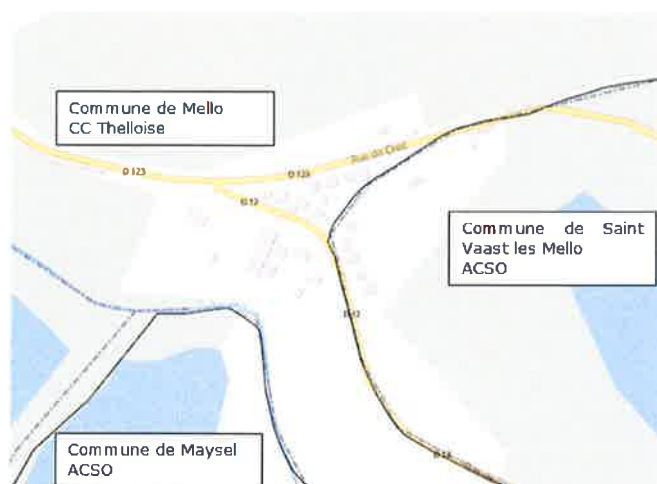 Commune de Mello
CC Thelloise
Rue du Creil
D 123
D 123
D 12
Commune de Saint
Vaast les Mello
ACSO
D 12
D 12
Commune de Maysel
ACSO